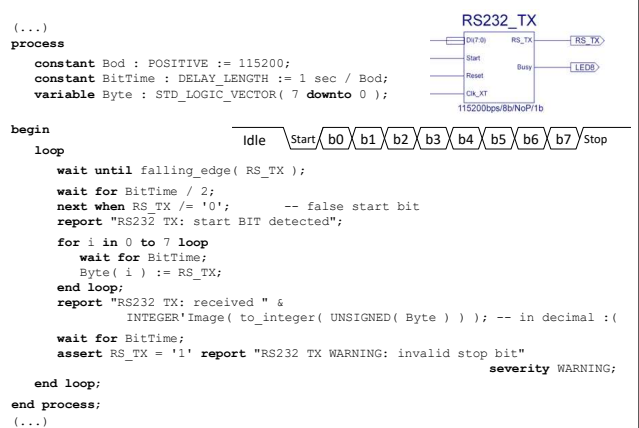 (...)
process
constant Bod : POSITIVE := 115200;
constant BitTime : DELAY_LENGTH := 1 sec / Bod;
variable Byte : STD_LOGIC_VECTOR( 7 downto 0 );
RS232_TX
DI(7:0) RS_TX RS_TX
Start
Busy LED8
Reset
Clk_XT
115200bps/8b/NoP/1b
begin
Idle Start b0 b1 b2 b3 b4 b5 b6 b7 Stop
loop
wait until falling_edge( RS_TX );
wait for BitTime / 2;
next when RS_TX /= '0'; -- false start bit
report "RS232 TX: start BIT detected";
for i in 0 to 7 loop
wait for BitTime;
Byte( i ) := RS_TX;
end loop;
report "RS232 TX: received " &
INTEGER'Image( to_integer( UNSIGNED( Byte ) ) ); -- in decimal :(
wait for BitTime;
assert RS_TX = '1' report "RS232 TX WARNING: invalid stop bit"
severity WARNING;
end loop;
end process;
(...)